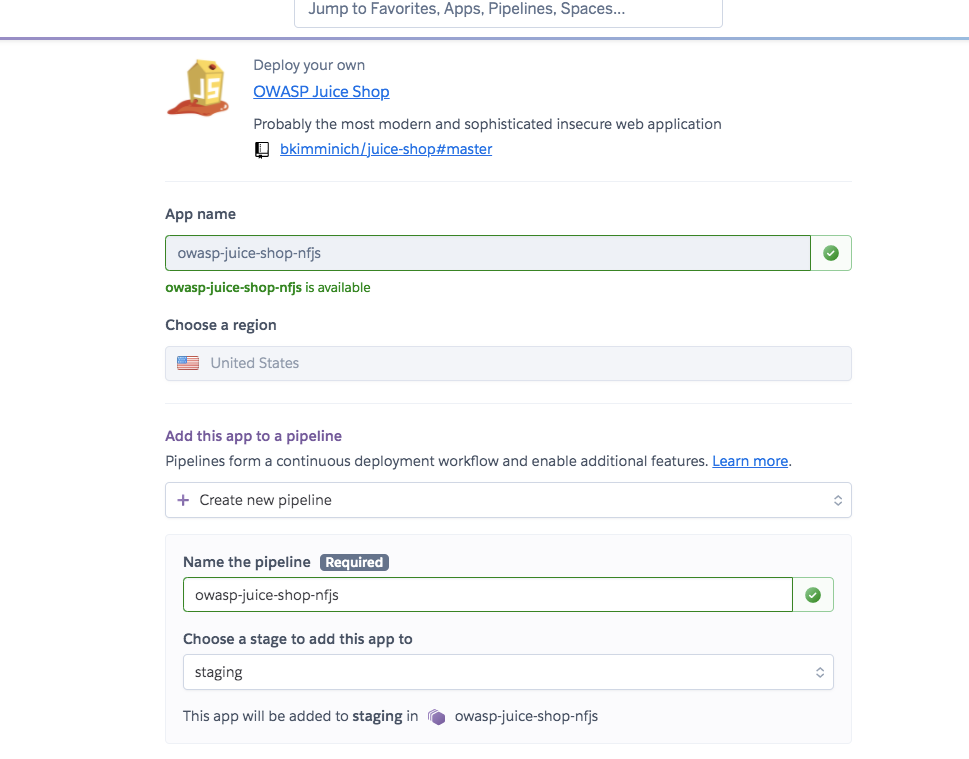 Jump to Favorites, Apps, Pipelines, Spaces...
JS
Deploy your own
OWASP Juice Shop
Probably the most modern and sophisticated insecure web application
bkimminich/juice-shop#master
App name
owasp-juice-shop-nfjs
owasp-juice-shop-nfjs is available
Choose a region
United States
Add this app to a pipeline
Pipelines form a continuous deployment workflow and enable additional features. Learn more.
+ Create new pipeline
Name the pipeline Required
owasp-juice-shop-nfjs
Choose a stage to add this app to
staging
This app will be added to staging in owasp-juice-shop-nfjs